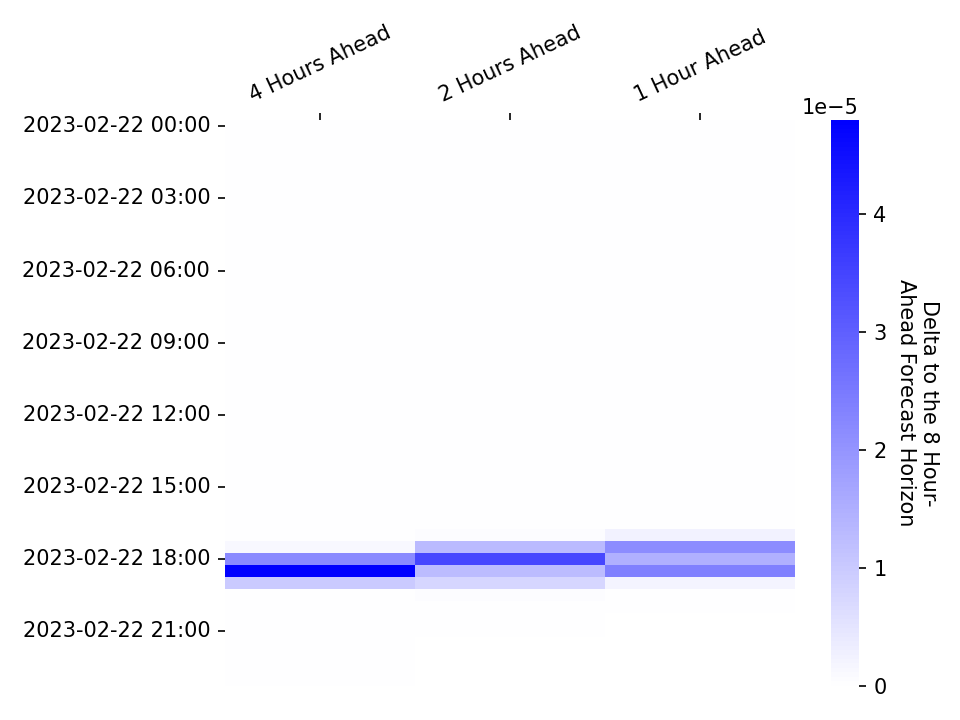 4 Hours Ahead
2 Hours Ahead
1 Hour Ahead
1e−5
2023-02-22 00:00
2023-02-22 03:00
2023-02-22 06:00
2023-02-22 09:00
2023-02-22 12:00
2023-02-22 15:00
2023-02-22 18:00
2023-02-22 21:00
4
3
2
1
0
Delta to the 8 Hour-
Ahead Forecast Horizon